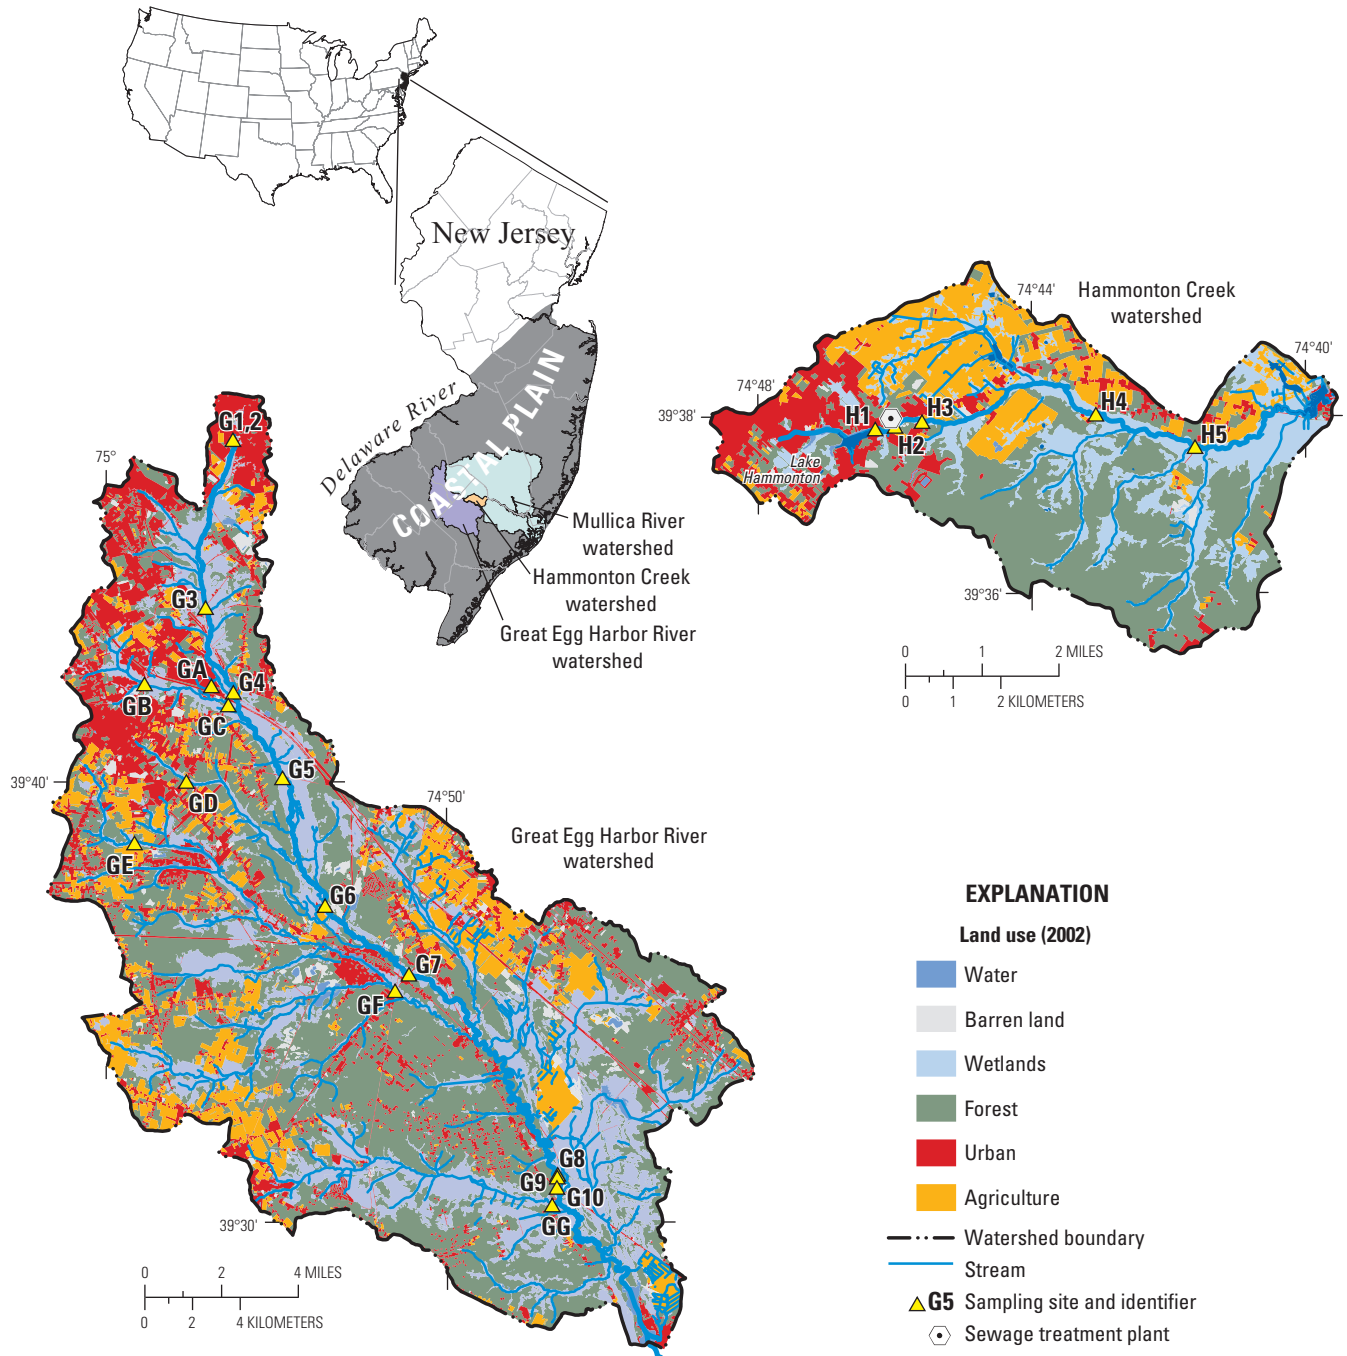 New Jersey
COASTAL PLAIN
Delaware River
Mullica River
watershed
Hammonton Creek
watershed
Great Egg Harbor River
watershed
Hammonton Creek
watershed
74°44'
74°40'
74°48'
39°38'
H1
H2
H3
H4
H5
Lake
Hammonton
39°36'
0 1 2 MILES
0 1 2 KILOMETERS
G1,2
75°
G3
GA
G4
GB
GC
G5
39°40'
GD
74°50'
Great Egg Harbor River
watershed
GE
G6
G7
GF
G8
G9
G10
GG
39°30'
0 2 4 MILES
0 2 4 KILOMETERS
EXPLANATION
Land use (2002)
Water
Barren land
Wetlands
Forest
Urban
Agriculture
Watershed boundary
Stream
G5 Sampling site and identifier
Sewage treatment plant